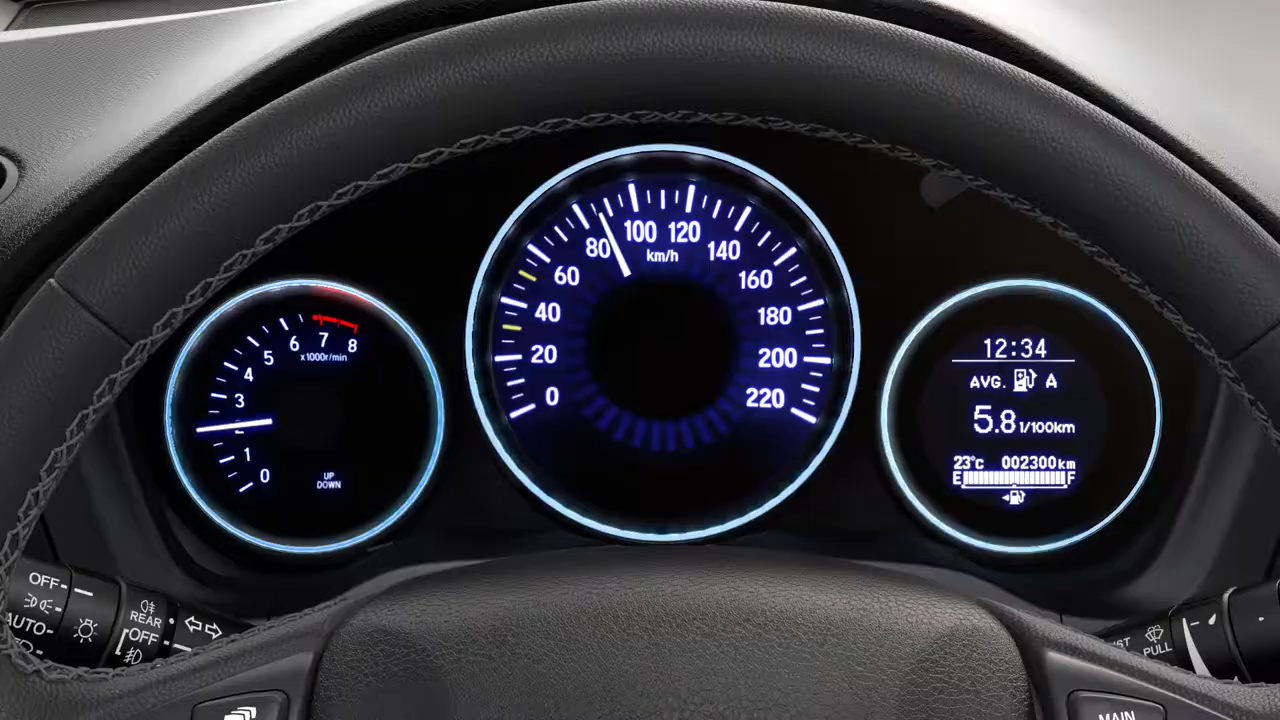 0
20
40
60
80
100
120
140
160
180
200
220
km/h
0
1
2
3
4
5
6
7
8
x1000r/min
UP
DOWN
12:34
AVG. A
5.8 l/100km
23°c 002300km
E F
OFF
AUTO
REAR
OFF
PULL
MAIN